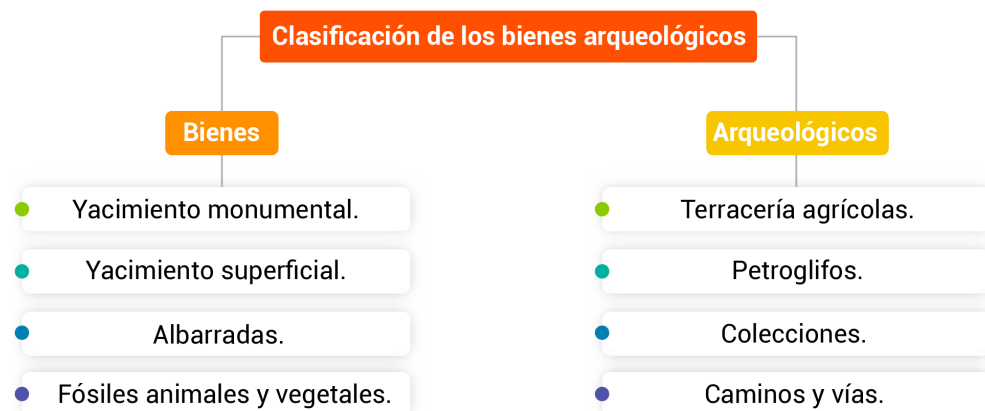 Clasificación de los bienes arqueológicos
Bienes
Yacimiento monumental.
Yacimiento superficial.
Albarradas.
Fósiles animales y vegetales.
Arqueológicos
Terracería agrícolas.
Petroglifos.
Colecciones.
Caminos y vías.